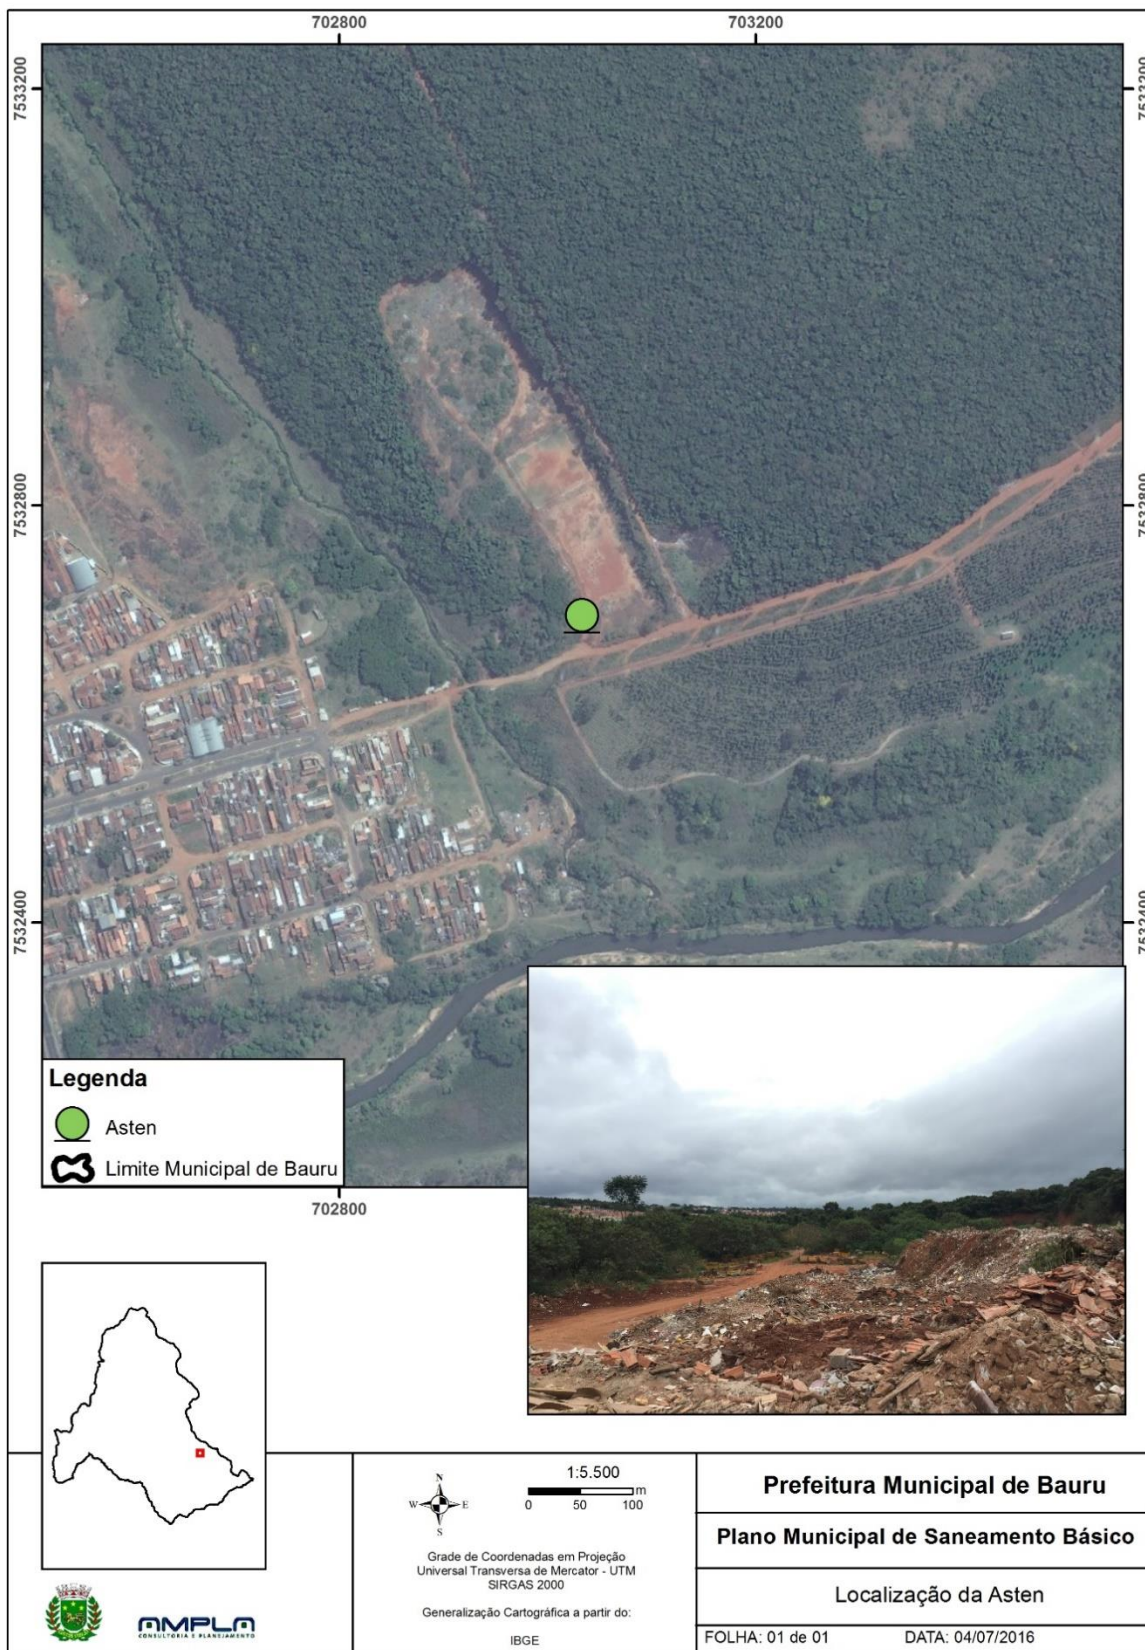 702800
703200
7533200
7533200
7532800
7532800
7532400
7532400
Legenda
Asten
Limite Municipal de Bauru
702800
1:5.500
m
0 50 100
N
W E
S
Grade de Coordenadas em Projeção
Universal Transversa de Mercator - UTM
SIRGAS 2000
Generalização Cartográfica a partir do:
IBGE
AMPLA
CONSULTORIA E PLANEJAMENTO
Prefeitura Municipal de Bauru
Plano Municipal de Saneamento Básico
Localização da Asten
FOLHA: 01 de 01 DATA: 04/07/2016